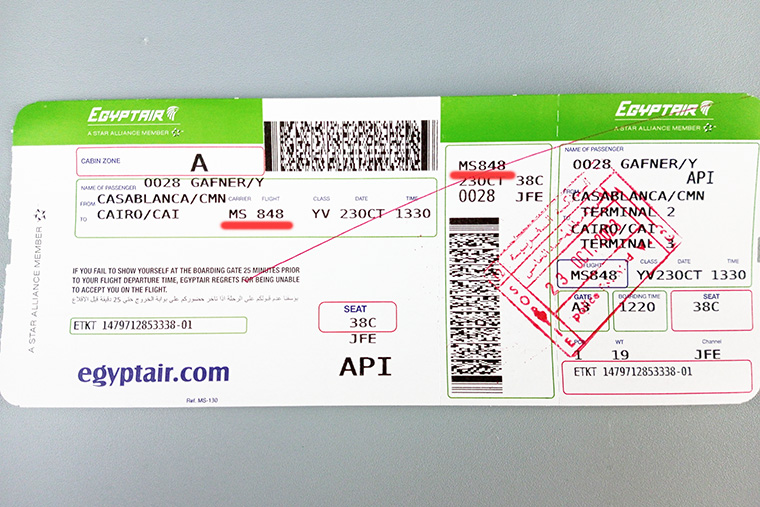 EGYPTAIR
A STAR ALLIANCE MEMBER
CABIN ZONE A
NAME OF PASSENGER 0028 GAFNER/Y
FROM CASABLANCA/CMN CARRIER FLIGHT CLASS DATE TIME
TO CAIRO/CAI MS 848 YV 23OCT 1330
A STAR ALLIANCE MEMBER
IF YOU FAIL TO SHOW YOURSELF AT THE BOARDING GATE 25 MINUTES PRIOR
TO YOUR FLIGHT DEPARTURE TIME, EGYPTAIR REGRETS FOR BEING UNABLE
TO ACCEPT YOU ON THE FLIGHT.
ETKT 1479712853338-01
SEAT
38C
JFE
API
egyptair.com
Ref. MS-130
MS848
23OCT 38C
0028 JFE
EGYPTAIR
A STAR ALLIANCE MEMBER
NAME OF PASSENGER
0028 GAFNER/Y
API
FROM CASABLANCA/CMN
TERMINAL 2
TO CAIRO/CAI
TERMINAL 3
FLIGHT CLASS DATE TIME
MS848 YV23OCT 1330
GATE BOARDING TIME SEAT
1220 38C
PCS WT Channel
1 19 JFE
ETKT 1479712853338-01